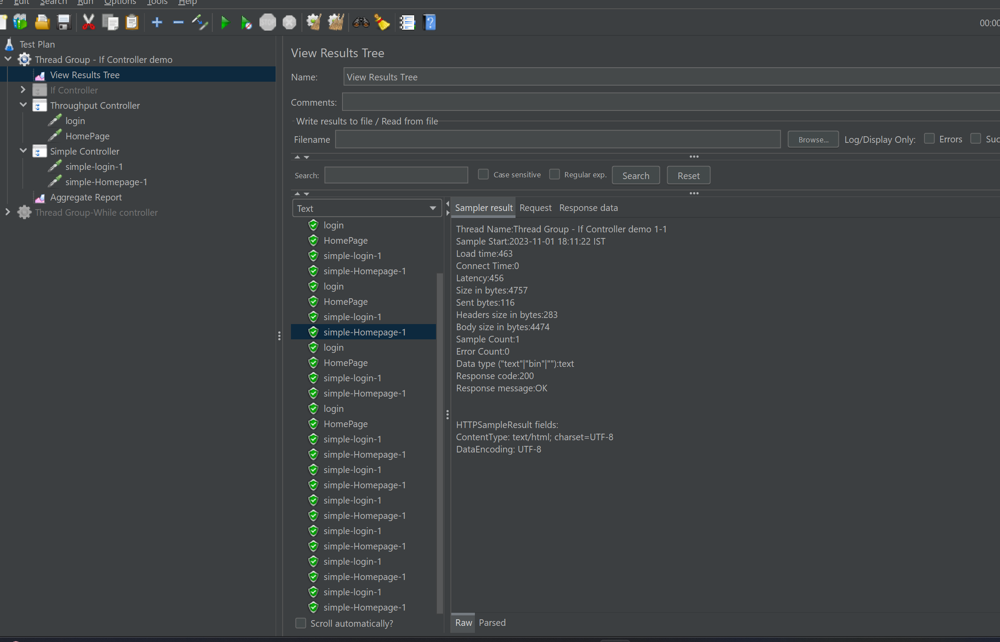 Edit Search Run Options Tools Help
STOP
00:00
Test Plan
Thread Group - If Controller demo
View Results Tree
If Controller
Throughput Controller
login
HomePage
Simple Controller
simple-login-1
simple-Homepage-1
Aggregate Report
Thread Group-While controller
View Results Tree
Name: View Results Tree
Comments:
Write results to file / Read from file
Filename Browse... Log/Display Only: Errors Suc
Search: Case sensitive Regular exp. Search Reset
Text
login
HomePage
simple-login-1
simple-Homepage-1
login
HomePage
simple-login-1
simple-Homepage-1
login
HomePage
simple-login-1
simple-Homepage-1
login
HomePage
simple-login-1
simple-Homepage-1
simple-login-1
simple-Homepage-1
simple-login-1
simple-Homepage-1
simple-login-1
simple-Homepage-1
simple-login-1
simple-Homepage-1
simple-login-1
simple-Homepage-1
Scroll automatically?
Sampler result Request Response data
Thread Name:Thread Group - If Controller demo 1-1
Sample Start:2023-11-01 18:11:22 IST
Load time:463
Connect Time:0
Latency:456
Size in bytes:4757
Sent bytes:116
Headers size in bytes:283
Body size in bytes:4474
Sample Count:1
Error Count:0
Data type ("text"|"bin"|""):text
Response code:200
Response message:OK
HTTPSampleResult fields:
ContentType: text/html; charset=UTF-8
DataEncoding: UTF-8
Raw Parsed